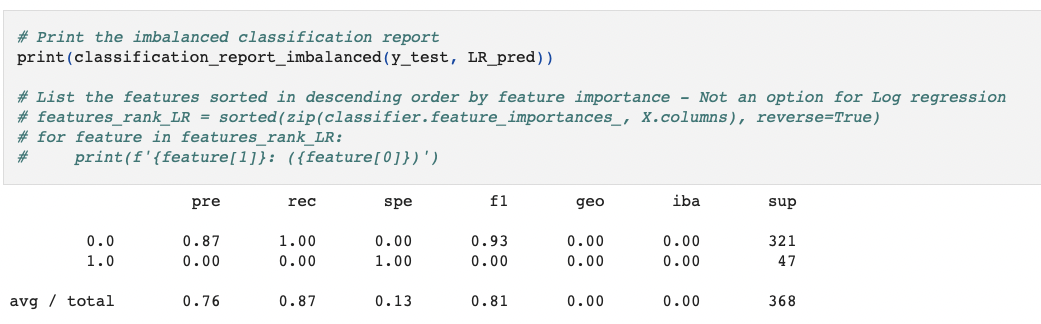 # Print the imbalanced classification report
print(classification_report_imbalanced(y_test, LR_pred))
# List the features sorted in descending order by feature importance – Not an option for Log regression
# features_rank_LR = sorted(zip(classifier.feature_importances_, X.columns), reverse=True)
# for feature in features_rank_LR:
#     print(f'{feature[1]}: ({feature[0]})')
pre rec spe f1 geo iba sup
0.0 0.87 1.00 0.00 0.93 0.00 0.00 321
1.0 0.00 0.00 1.00 0.00 0.00 0.00 47
avg / total 0.76 0.87 0.13 0.81 0.00 0.00 368